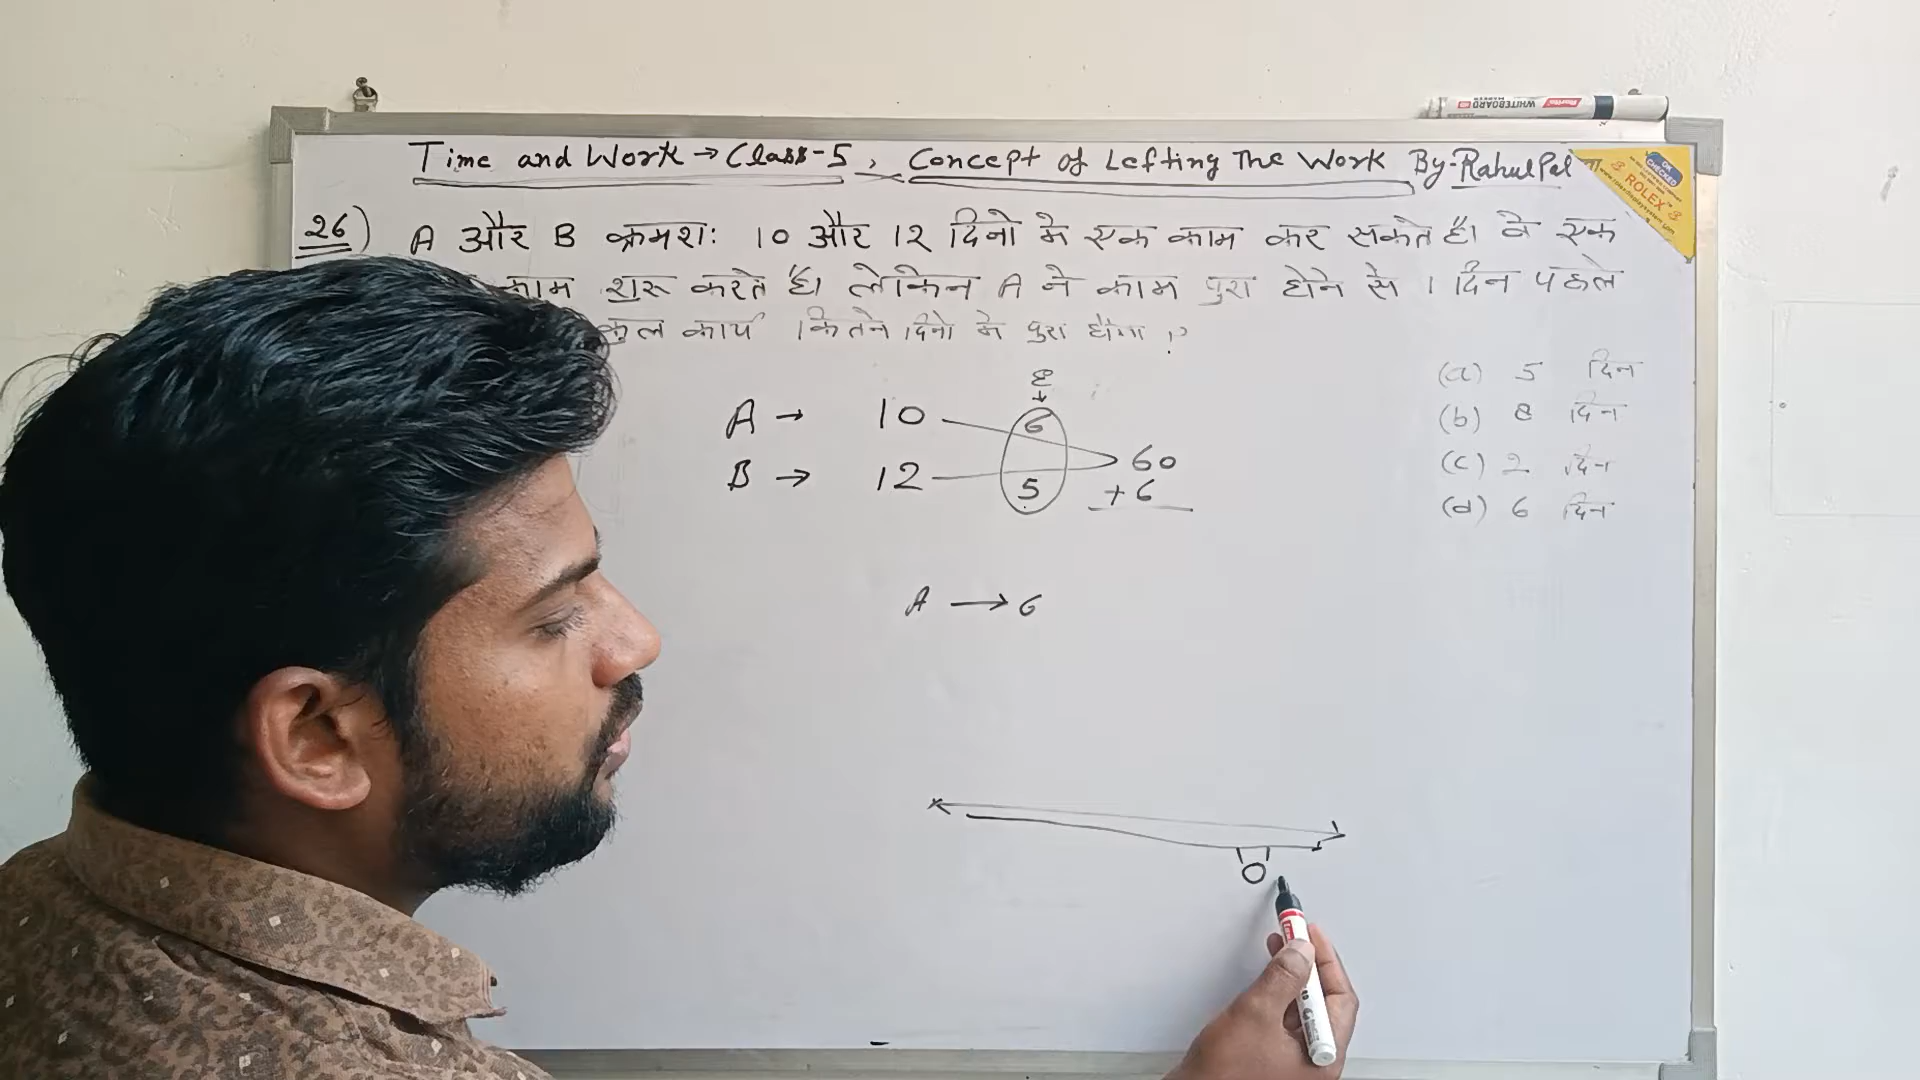 Time and Work → Class-5, Concept of Lefting The Work By-Rahul Pal
26) A और B क्रमशः 10 और 12 दिनो मे एक काम कर सकते है। वे एक
काम शुरू करते है। लेकिन A ने काम पुरा होने से 1 दिन पहले
कुल कार्य कितने दिनो मे पुरा होगा ?
(a) 5 दिन
(b) 8 दिन
(c) 2 दिन
(d) 6 दिन
A → 10 6
B → 12 5
60
+ 6
A → 6
WHITEBOARD
ROLEX